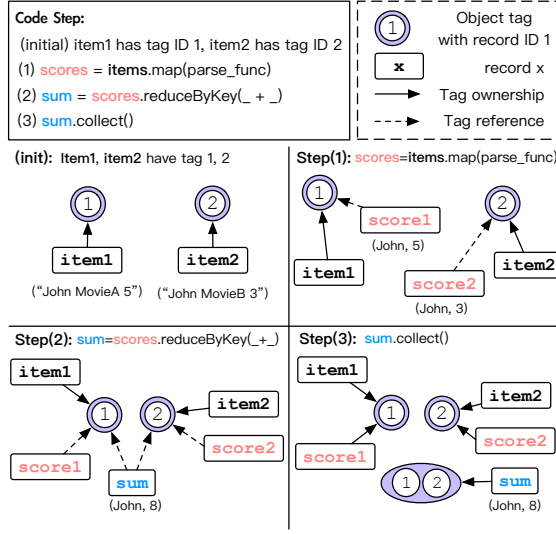 Code Step:
(initial) item1 has tag ID 1, item2 has tag ID 2
(1) scores = items.map(parse_func)
(2) sum = scores.reduceByKey(_ + _)
(3) sum.collect()
1
Object tag
with record ID 1
x
record x
Tag ownership
Tag reference
(init): Item1, item2 have tag 1, 2
1
2
item1
item2
("John MovieA 5")
("John MovieB 3")
Step(1): scores=items.map(parse_func)
1
2
score1
(John, 5)
item1
item2
score2
(John, 3)
Step(2): sum=scores.reduceByKey(_+_)
item1
1
2
item2
score1
score2
sum
(John, 8)
Step(3): sum.collect()
item1
item2
1
2
score1
score2
1 2
sum
(John, 8)